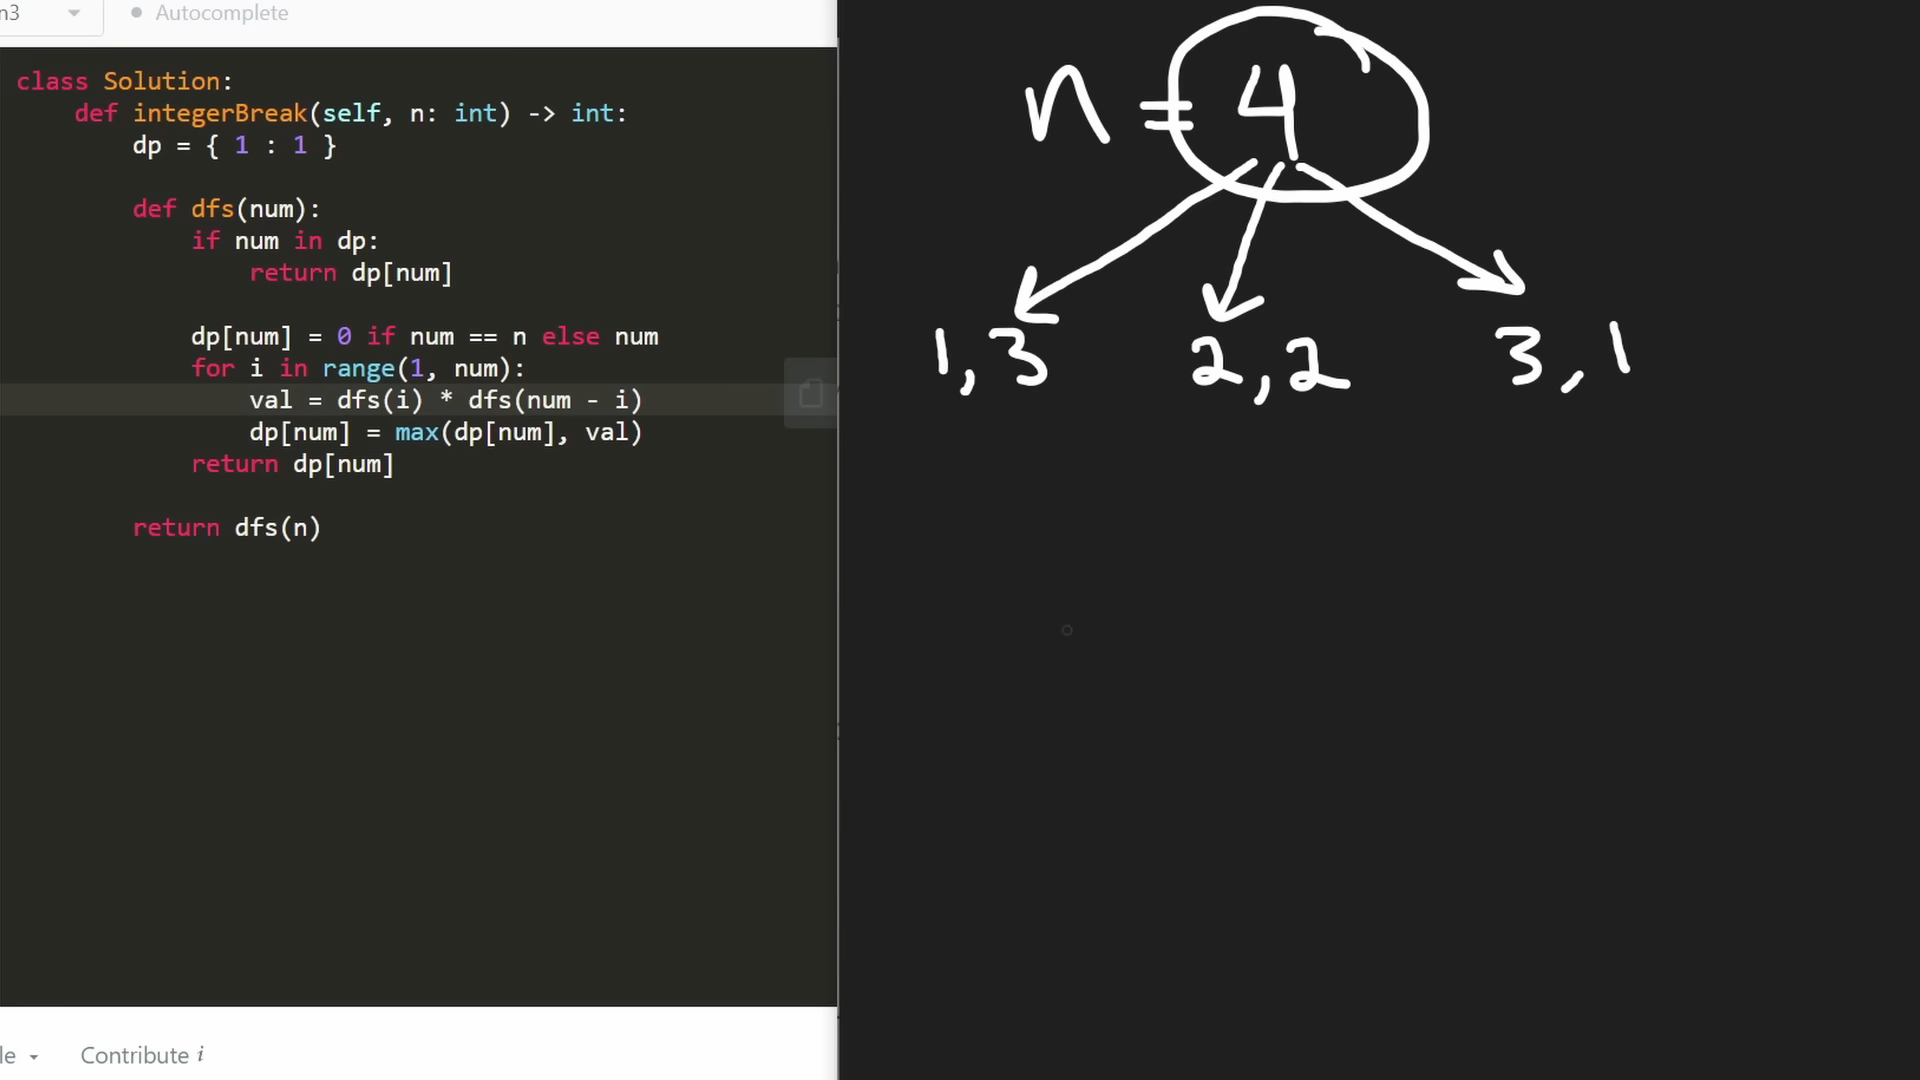 n3
Autocomplete
class Solution:
    def integerBreak(self, n: int) -> int:
        dp = { 1 : 1 }
        def dfs(num):
            if num in dp:
                return dp[num]
            dp[num] = 0 if num == n else num
            for i in range(1, num):
                val = dfs(i) * dfs(num - i)
                dp[num] = max(dp[num], val)
            return dp[num]
        return dfs(n)
le
Contribute i
n = 4
1,3 2,2 3,1